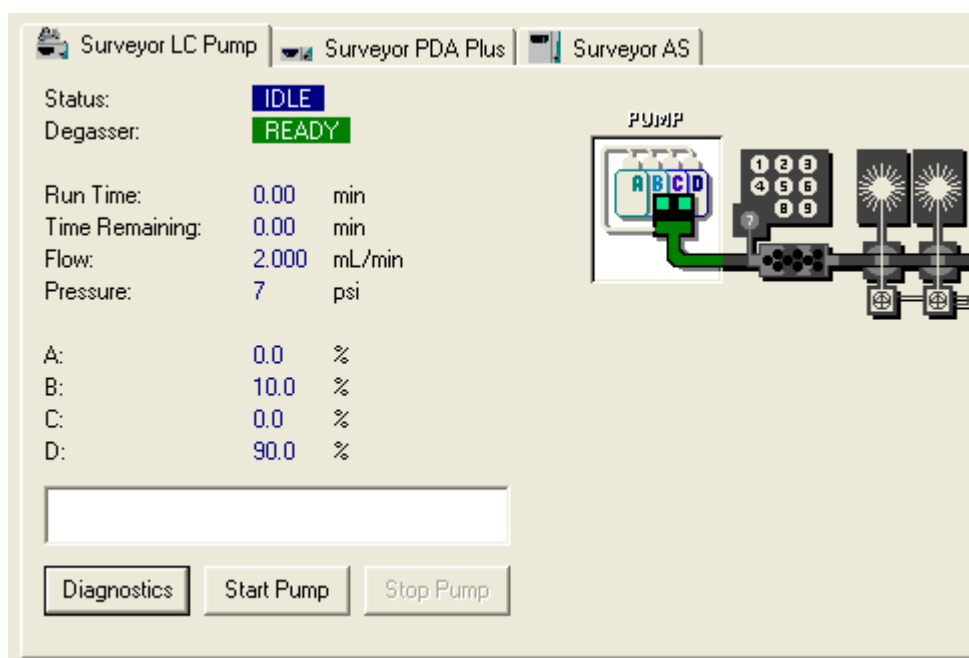 Surveyor LC Pump Surveyor PDA Plus Surveyor AS
Status: IDLE
Degasser: READY
Run Time: 0.00 min
Time Remaining: 0.00 min
Flow: 2.000 mL/min
Pressure: 7 psi
A: 0.0 %
B: 10.0 %
C: 0.0 %
D: 90.0 %
Diagnostics Start Pump Stop Pump
PUMP
A B C D
1 2 3
4 5 6
7 8 9